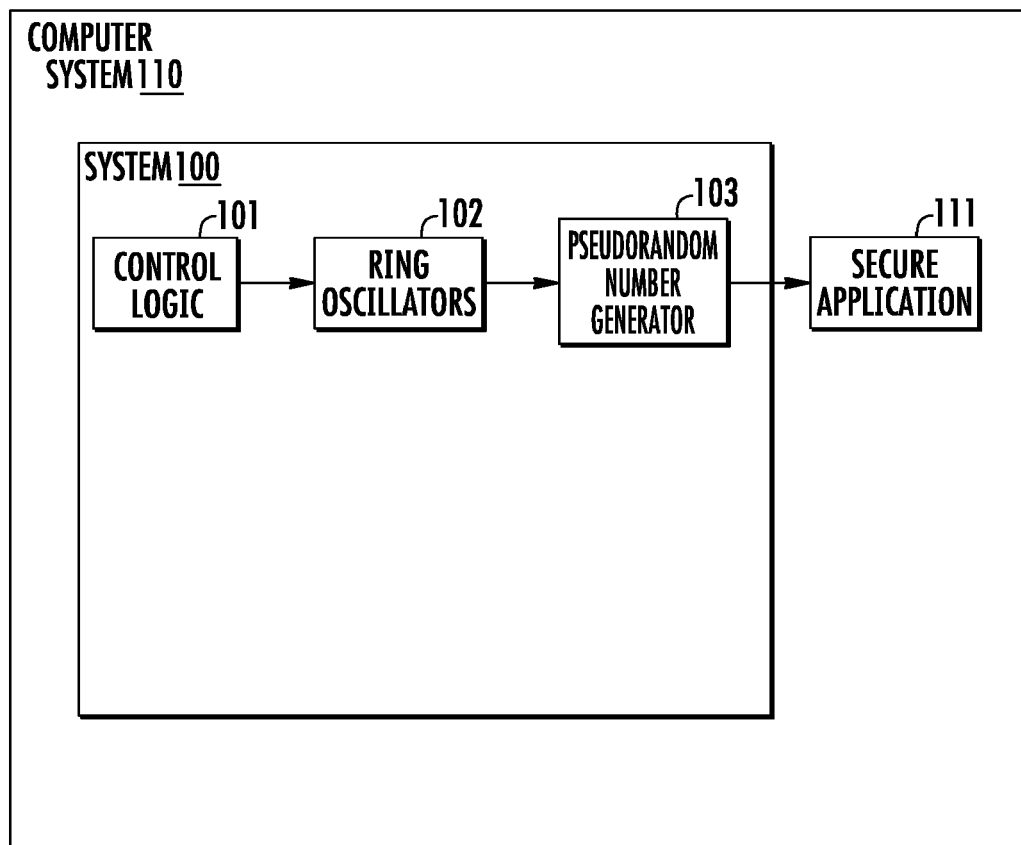 COMPUTER
SYSTEM 110
SYSTEM 100
101
CONTROL
LOGIC
102
RING
OSCILLATORS
103
PSEUDORANDOM
NUMBER
GENERATOR
111
SECURE
APPLICATION